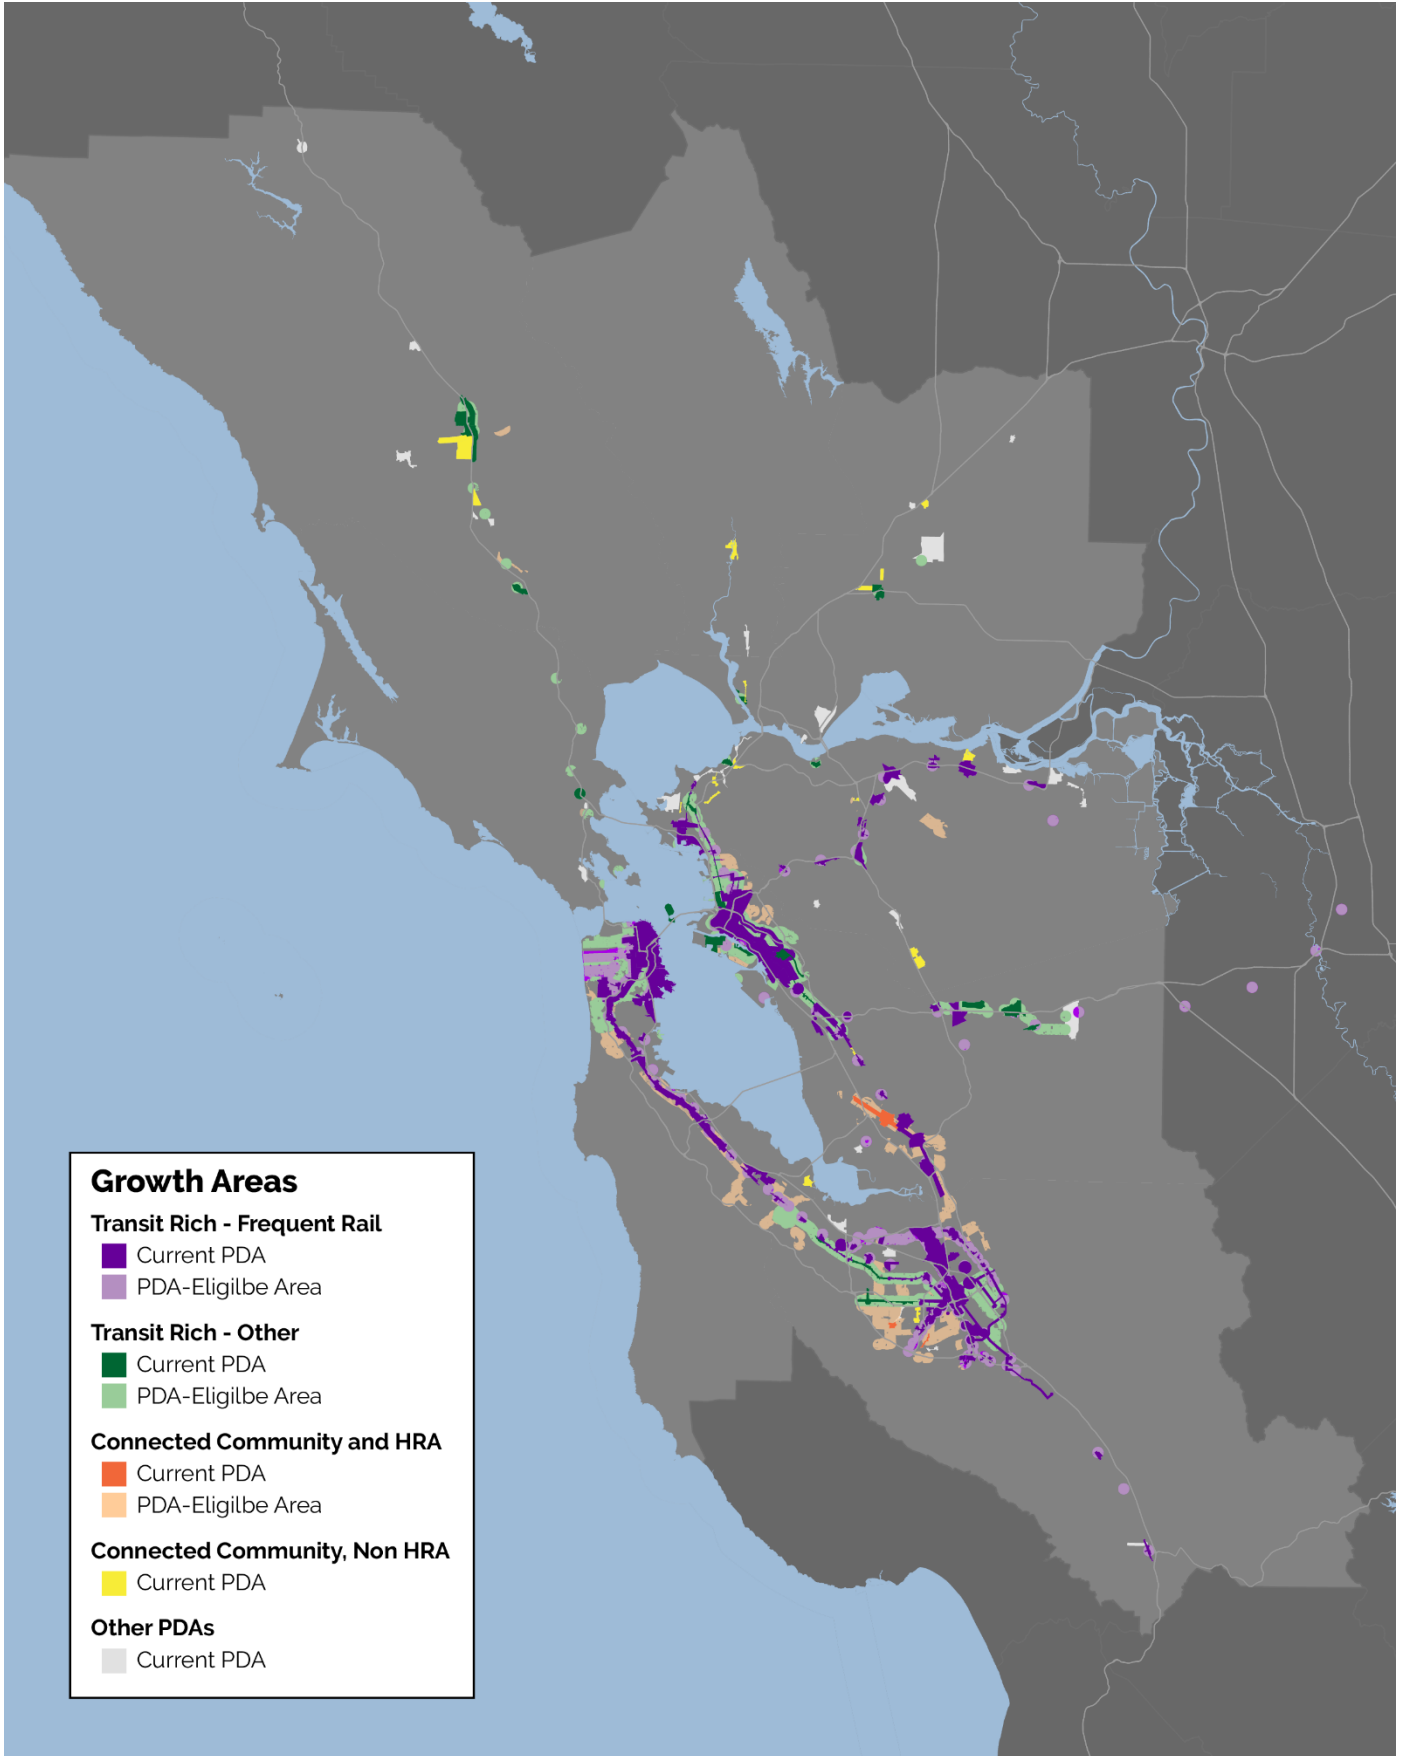 Growth Areas
Transit Rich - Frequent Rail
Current PDA
PDA-Eligilbe Area
Transit Rich - Other
Current PDA
PDA-Eligilbe Area
Connected Community and HRA
Current PDA
PDA-Eligilbe Area
Connected Community, Non HRA
Current PDA
Other PDAs
Current PDA